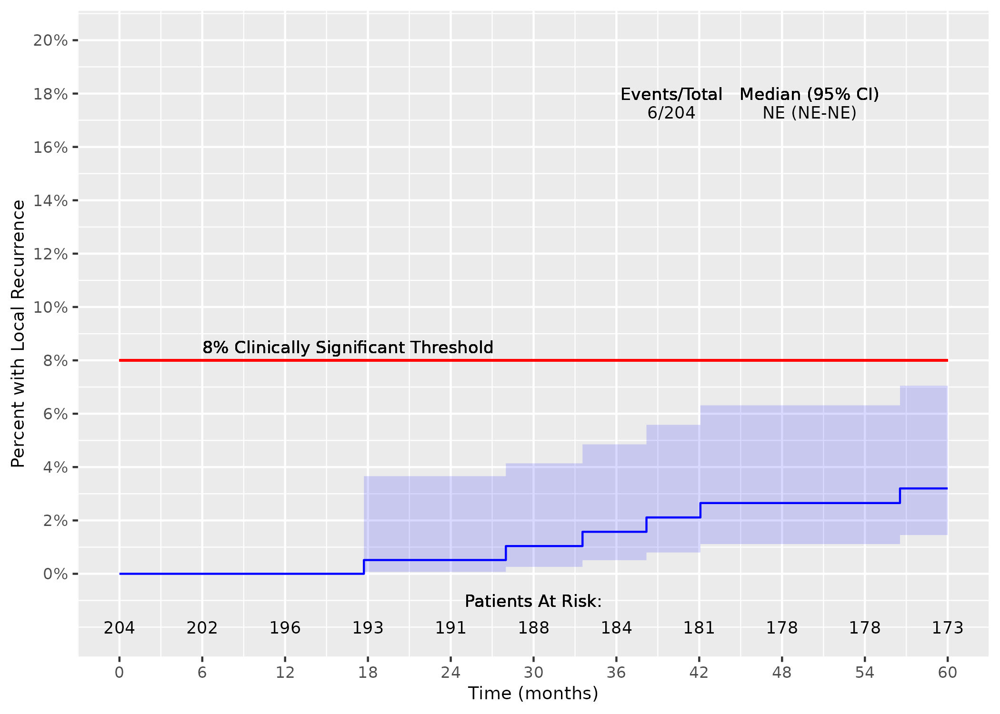 20%
18%
16%
14%
12%
10%
8%
6%
4%
2%
0%
Percent with Local Recurrence
Events/Total Median (95% CI)
6/204 NE (NE-NE)
8% Clinically Significant Threshold
Patients At Risk:
204 202 196 193 191 188 184 181 178 178 173
0 6 12 18 24 30 36 42 48 54 60
Time (months)